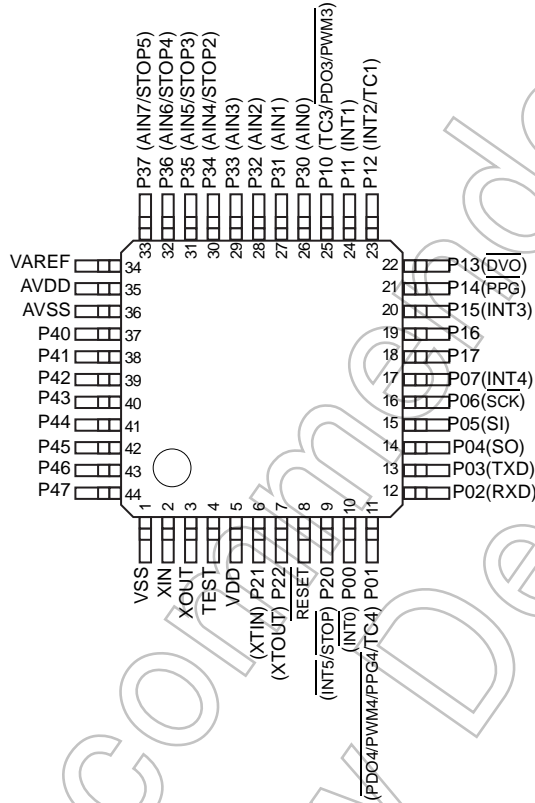 P37 (AIN7/STOP5)
P36 (AIN6/STOP4)
P35 (AIN5/STOP3)
P34 (AIN4/STOP2)
P33 (AIN3)
P32 (AIN2)
P31 (AIN1)
P30 (AIN0)
P10 (TC3/PDO3/PWM3)
P11 (INT1)
P12 (INT2/TC1)
33
32
31
30
29
28
27
26
25
24
23
VAREF 34
AVDD 35
AVSS 36
P40 37
P41 38
P42 39
P43 40
P44 41
P45 42
P46 43
P47 44
22 P13(DVO)
21 P14(PPG)
20 P15(INT3)
19 P16
18 P17
17 P07(INT4)
16 P06(SCK)
15 P05(SI)
14 P04(SO)
13 P03(TXD)
12 P02(RXD)
1
2
3
4
5
6
7
8
9
10
11
VSS
XIN
XOUT
TEST
VDD
(XTIN) P21
(XTOUT) P22
RESET
(INT5/STOP) P20
(INT0) P00
(PDO4/PWM4/PPG4/TC4) P01
commende
y De